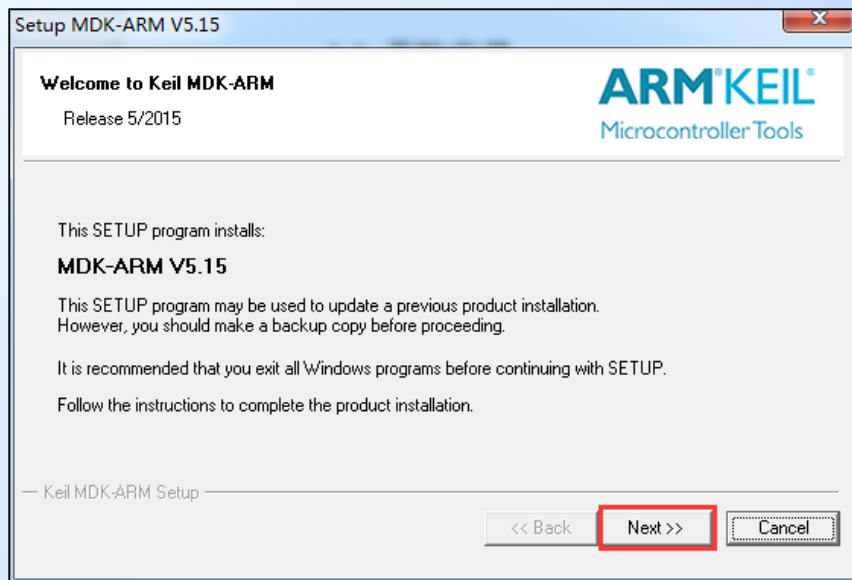 Setup MDK-ARM V5.15
Welcome to Keil MDK-ARM
Release 5/2015
ARM®KEIL®
Microcontroller Tools
This SETUP program installs:
MDK-ARM V5.15
This SETUP program may be used to update a previous product installation.
However, you should make a backup copy before proceeding.
It is recommended that you exit all Windows programs before continuing with SETUP.
Follow the instructions to complete the product installation.
Keil MDK-ARM Setup
<< Back Next >> Cancel